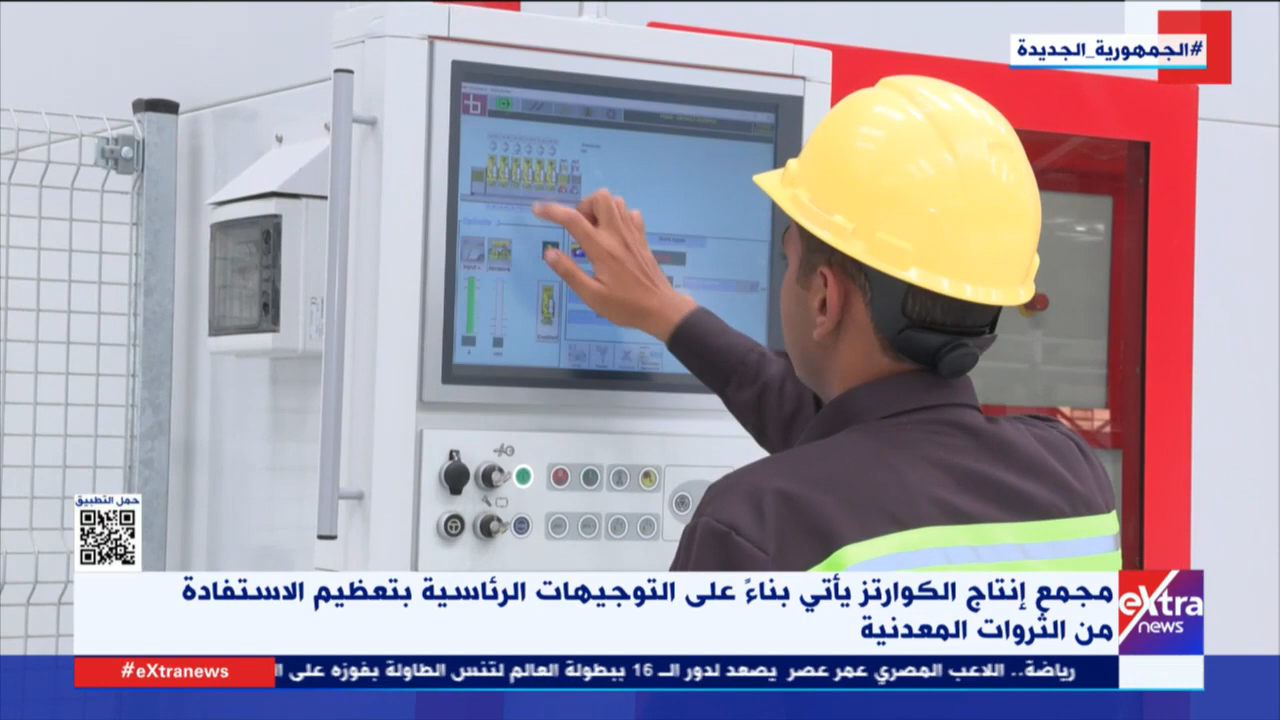 #الجمهورية_الجديدة
حمل التطبيق
مجمع إنتاج الكوارتز يأتي بناءً على التوجيهات الرئاسية بتعظيم الاستفادة
من الثروات المعدنية
eXtra
news
رياضة.. اللاعب المصري عمر عصر يصعد لدور الـ 16 ببطولة العالم لتنس الطاولة بفوزه على
#eXtranews